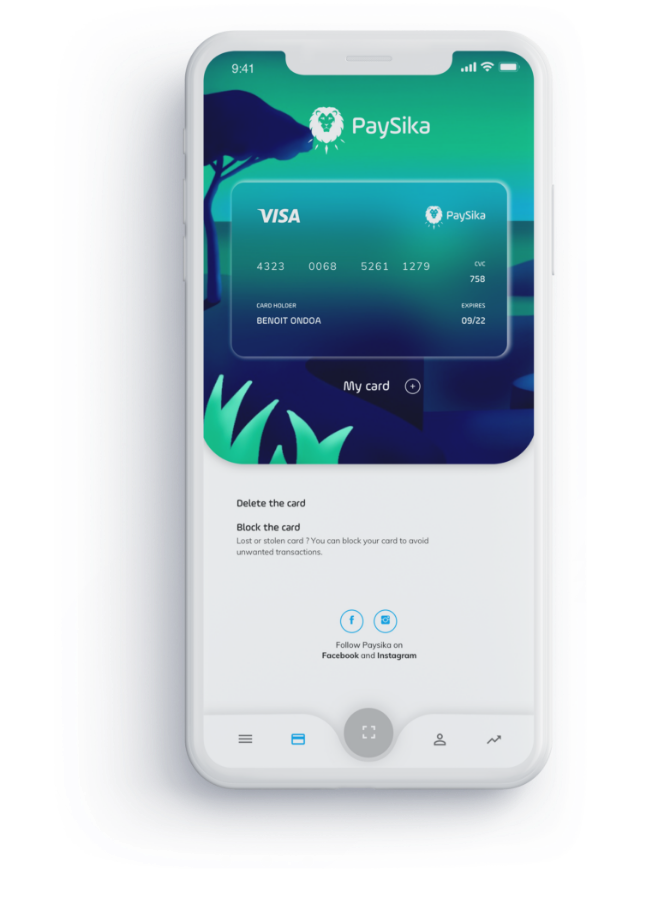 9:41
PaySika
VISA
PaySika
4323 0068 5261 1279
CVC
758
CARD HOLDER
EXPIRES
BENOIT ONDOA
09/22
My card
Delete the card
Block the card
Lost or stolen card ? You can block your card to avoid
unwanted transactions.
Follow Paysika on
Facebook and Instagram